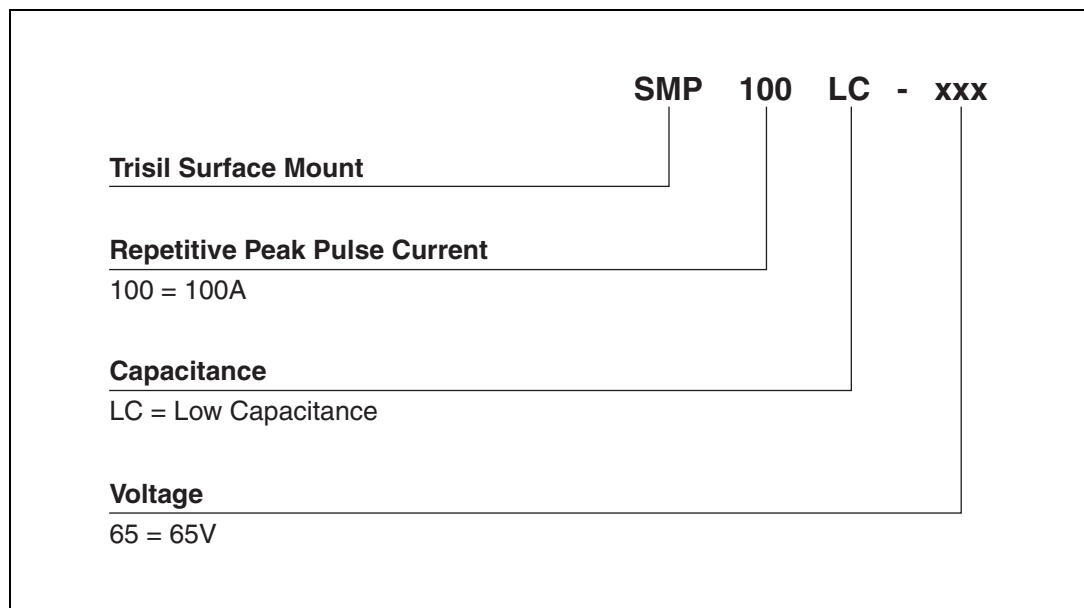 SMP 100 LC - xxx
Trisil Surface Mount
Repetitive Peak Pulse Current
100 = 100A
Capacitance
LC = Low Capacitance
Voltage
65 = 65V